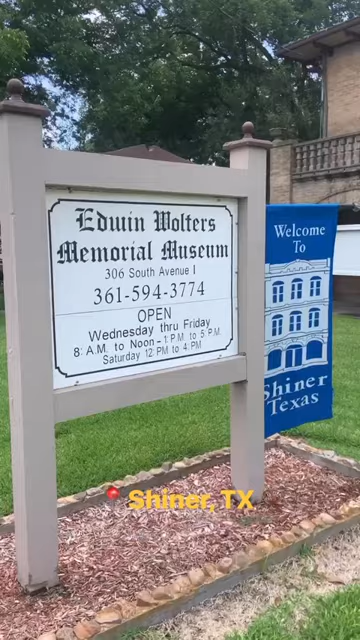 Edwin Wolters
Memorial Museum
306 South Avenue I
361-594-3774
OPEN
Wednesday thru Friday
8: A.M. to Noon - 1: P.M. to 5: P.M.
Saturday 12: PM to 4: PM
Welcome
To
Shiner
Texas
Shiner, TX